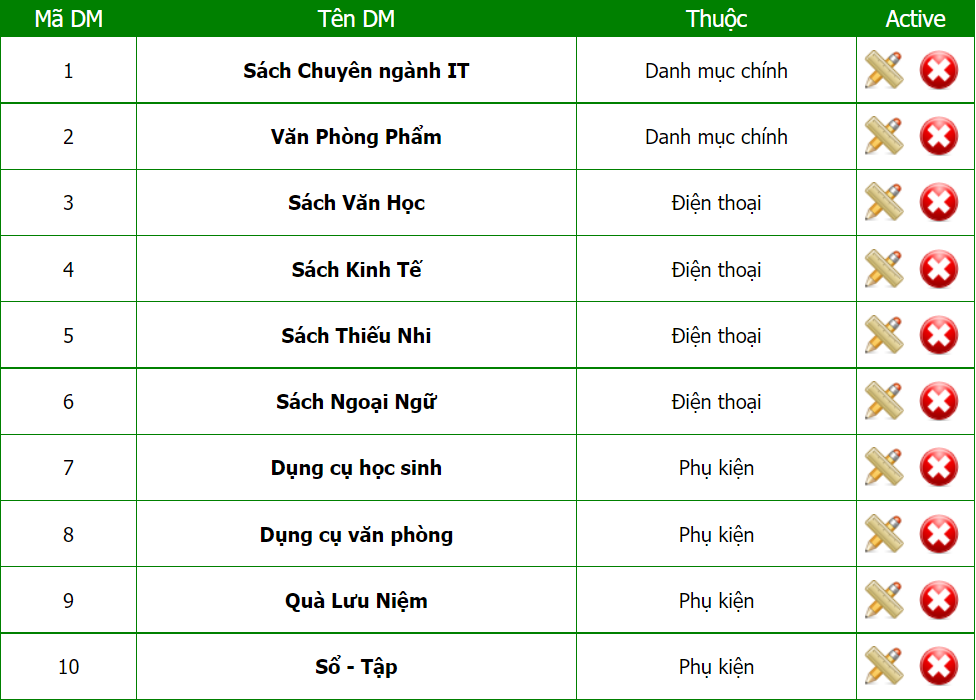 Mã DM Tên DM Thuộc Active
1 Sách Chuyên ngành IT Danh mục chính
2 Văn Phòng Phẩm Danh mục chính
3 Sách Văn Học Điện thoại
4 Sách Kinh Tế Điện thoại
5 Sách Thiếu Nhi Điện thoại
6 Sách Ngoại Ngữ Điện thoại
7 Dụng cụ học sinh Phụ kiện
8 Dụng cụ văn phòng Phụ kiện
9 Quà Lưu Niệm Phụ kiện
10 Sổ - Tập Phụ kiện